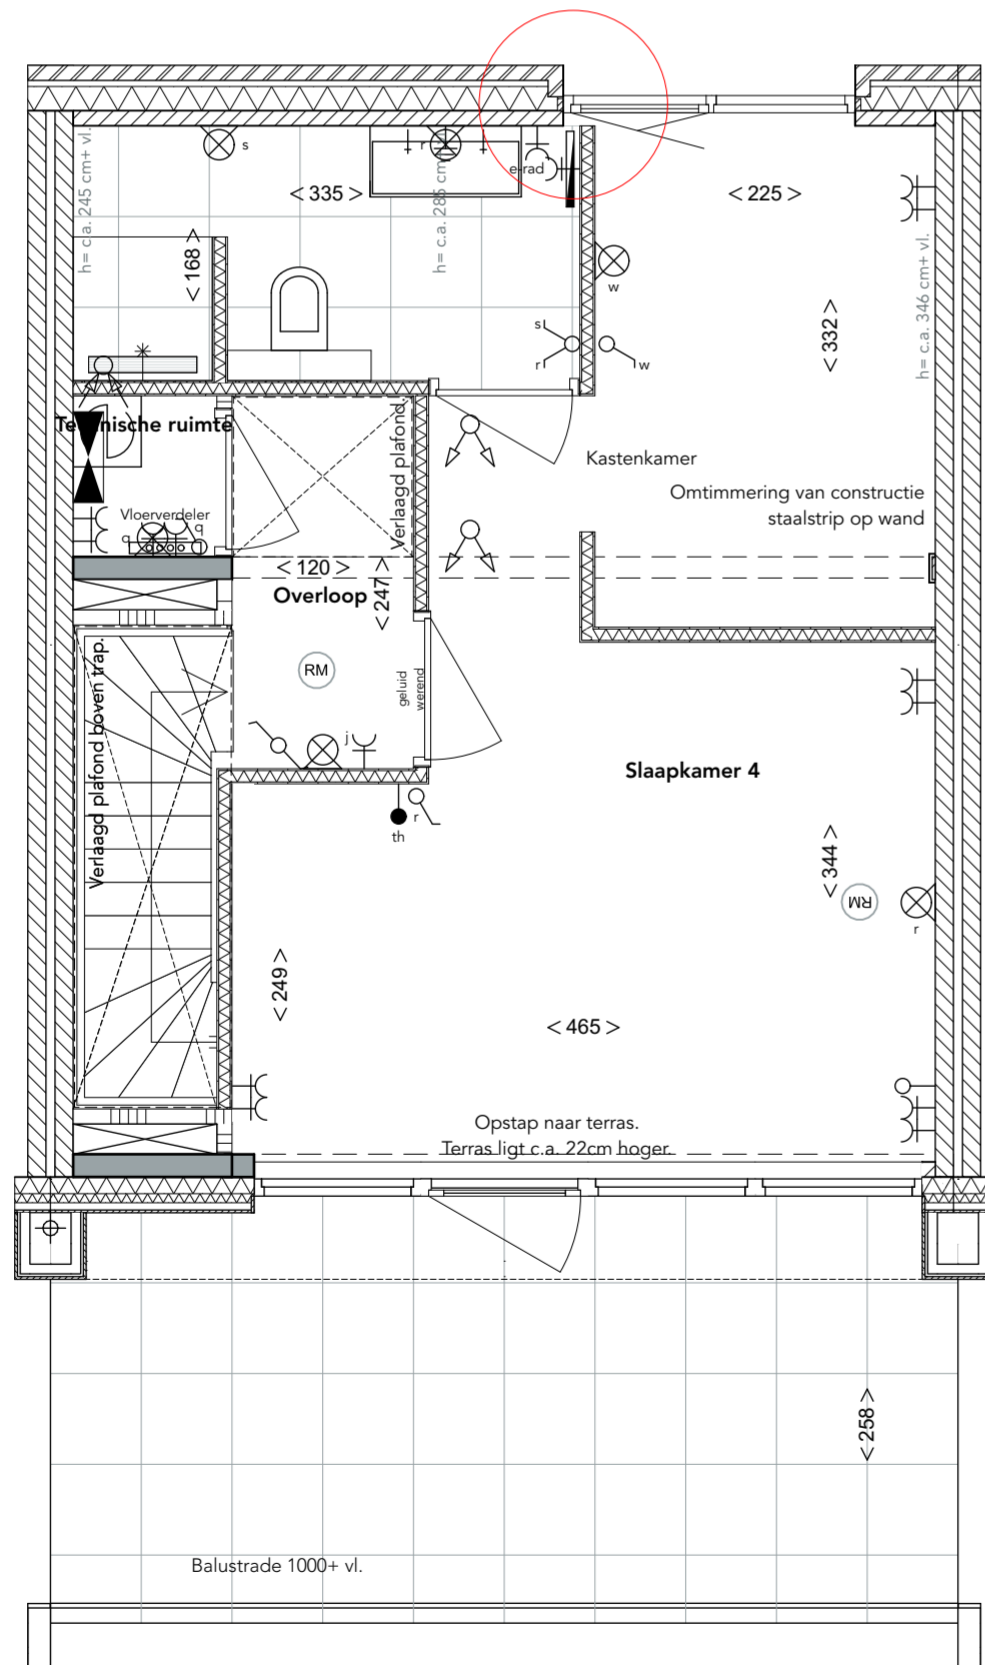 s
r
e-rad
h= c.a. 245 cm+ vl.
< 335 >
h= c.a. 285 cm+ vl.
< 225 >
< 168 >
w
h= c.a. 346 cm+ vl.
< 332 >
s
r
w
Technische ruimte
Verlaagd plafond.
Kastenkamer
Omtimmering van constructie
staalstrip op wand
Vloerverdeler
q
q
< 120 >
Overloop
< 247 >
RM
geluid
werend
Verlaagd plafond boven trap.
j
Slaapkamer 4
th
r
< 344 >
RM
r
< 249 >
< 465 >
Opstap naar terras.
Terras ligt c.a. 22cm hoger.
< 258 >
Balustrade 1000+ vl.